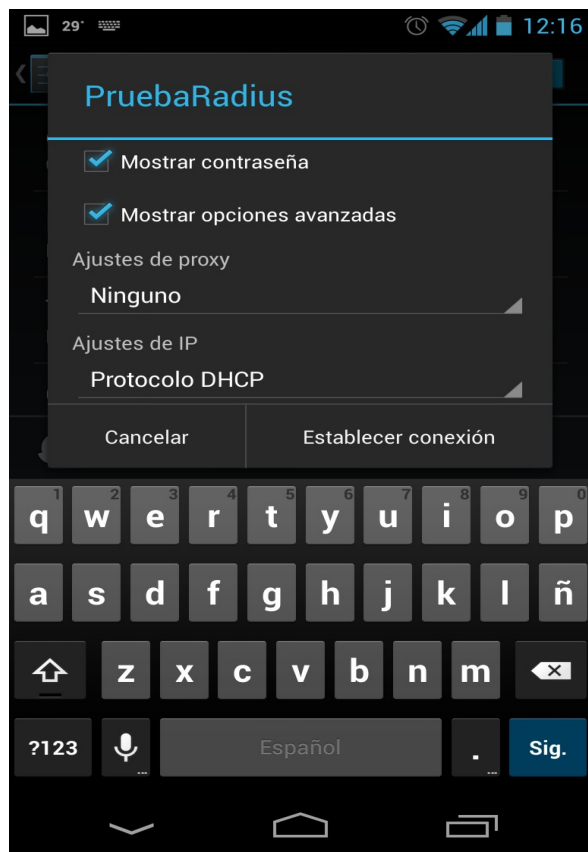 29° 12:16
PruebaRadius
Mostrar contraseña
Mostrar opciones avanzadas
Ajustes de proxy
Ninguno
Ajustes de IP
Protocolo DHCP
Cancelar Establecer conexión
1 2 3 4 5 6 7 8 9 0
q w e r t y u i o p
a s d f g h j k l ñ
z x c v b n m
?123 Español . Sig.